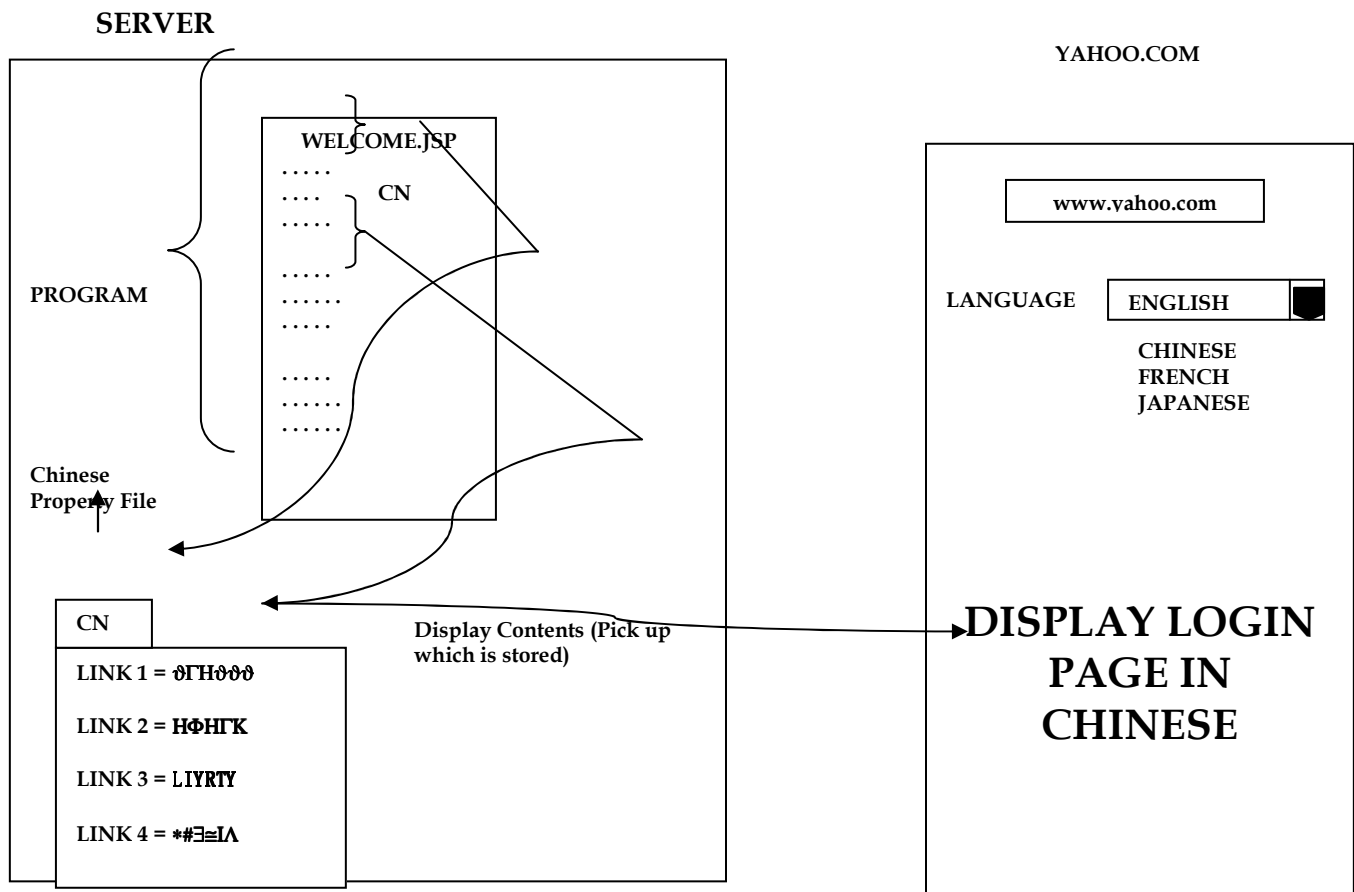 SERVER
YAHOO.COM
WELCOME.JSP
.....
....
CN
.....
.....
......
.....
.....
......
......
PROGRAM
Chinese
Property File
CN
LINK 1 = ϑΓΗϑϑϑ
LINK 2 = ΗΦΗΓΚ
LINK 3 = LIYRTY
LINK 4 = *#∃≅ΙΛ
Display Contents (Pick up
which is stored)
www.yahoo.com
LANGUAGE
ENGLISH
CHINESE
FRENCH
JAPANESE
DISPLAY LOGIN
PAGE IN
CHINESE